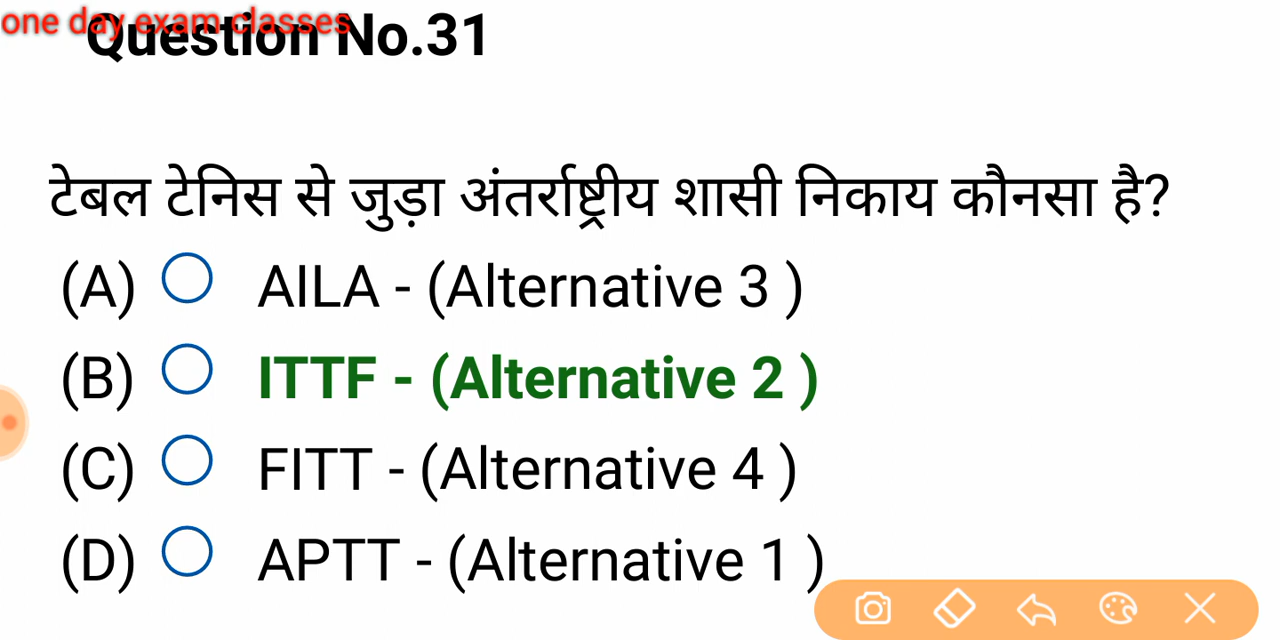 one day exam classes
Question No.31
टेबल टेनिस से जुड़ा अंतर्राष्ट्रीय शासी निकाय कौनसा है?
(A) AILA - (Alternative 3 )
(B) ITTF - (Alternative 2 )
(C) FITT - (Alternative 4 )
(D) APTT - (Alternative 1 )